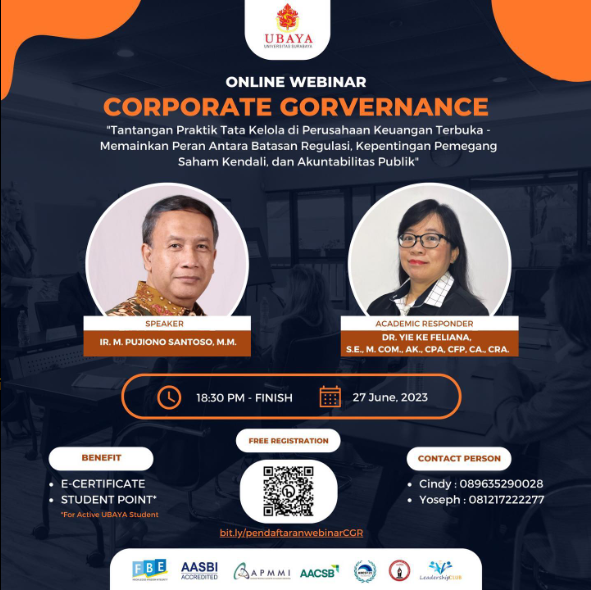 UBAYA
UNIVERSITAS SURABAYA
ONLINE WEBINAR
CORPORATE GORVERNANCE
"Tantangan Praktik Tata Kelola di Perusahaan Keuangan Terbuka -
Memainkan Peran Antara Batasan Regulasi, Kepentingan Pemegang
Saham Kendali, dan Akuntabilitas Publik"
SPEAKER
IR. M. PUJIONO SANTOSO, M.M.
ACADEMIC RESPONDER
DR. YIE KE FELIANA,
S.E., M. COM., AK., CPA, CFP, CA., CRA.
18:30 PM - FINISH
27 June, 2023
BENEFIT
E-CERTIFICATE
STUDENT POINT*
*For Active UBAYA Student
FREE REGISTRATION
bit.ly/pendaftaranwebinarCGR
CONTACT PERSON
Cindy : 089635290028
Yoseph : 081217222277
FBE
AASBI
ACCREDITED
APMMI
AACSB